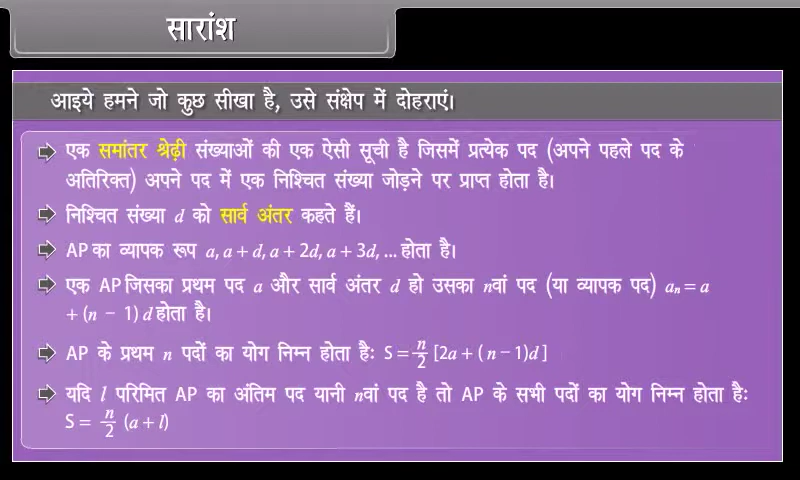 सारांश
आइये हमने जो कुछ सीखा है, उसे संक्षेप में दोहराएं।
एक समांतर श्रेढ़ी संख्याओं की एक ऐसी सूची है जिसमें प्रत्येक पद (अपने पहले पद के
अतिरिक्त) अपने पद में एक निश्चित संख्या जोड़ने पर प्राप्त होता है।
निश्चित संख्या d को सार्व अंतर कहते हैं।
AP का व्यापक रूप a, a + d, a + 2d, a + 3d, ... होता है।
एक AP जिसका प्रथम पद a और सार्व अंतर d हो उसका nवां पद (या व्यापक पद) aₙ = a
+ (n - 1) d होता है।
AP के प्रथम n पदों का योग निम्न होता है: S = n/2 [2a + ( n - 1)d ]
यदि l परिमित AP का अंतिम पद यानी nवां पद है तो AP के सभी पदों का योग निम्न होता है:
S = n/2 (a + l)